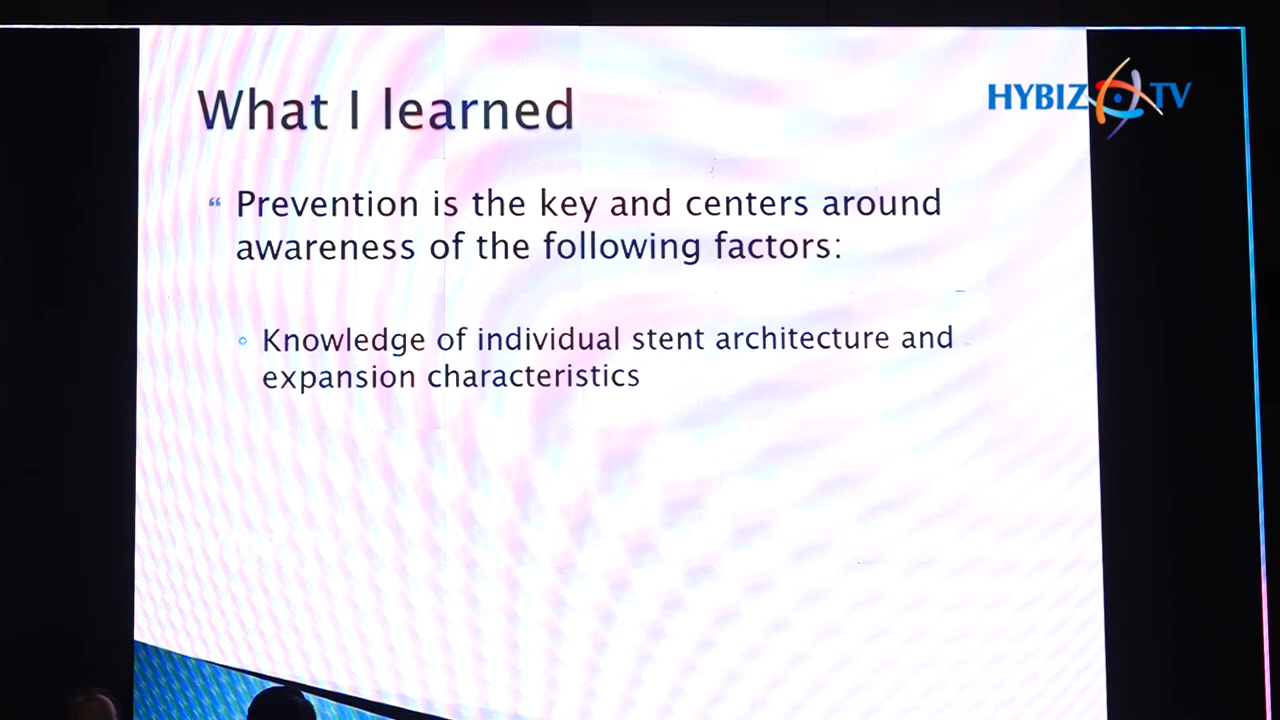 What I learned
HYBIZ TV
“ Prevention is the key and centers around
awareness of the following factors:
◦ Knowledge of individual stent architecture and
expansion characteristics